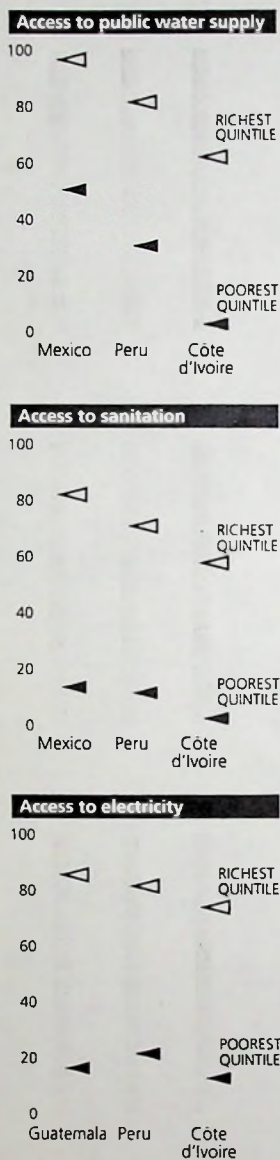 Access to public water supply
100
80
RICHEST
QUINTILE
60
40
20
POOREST
QUINTILE
0
Mexico Peru Côte
d'Ivoire
Access to sanitation
100
80
RICHEST
QUINTILE
60
40
20
POOREST
QUINTILE
0
Mexico Peru Côte
d'Ivoire
Access to electricity
100
80
RICHEST
QUINTILE
60
40
20
POOREST
QUINTILE
0
Guatemala Peru Côte
d'Ivoire